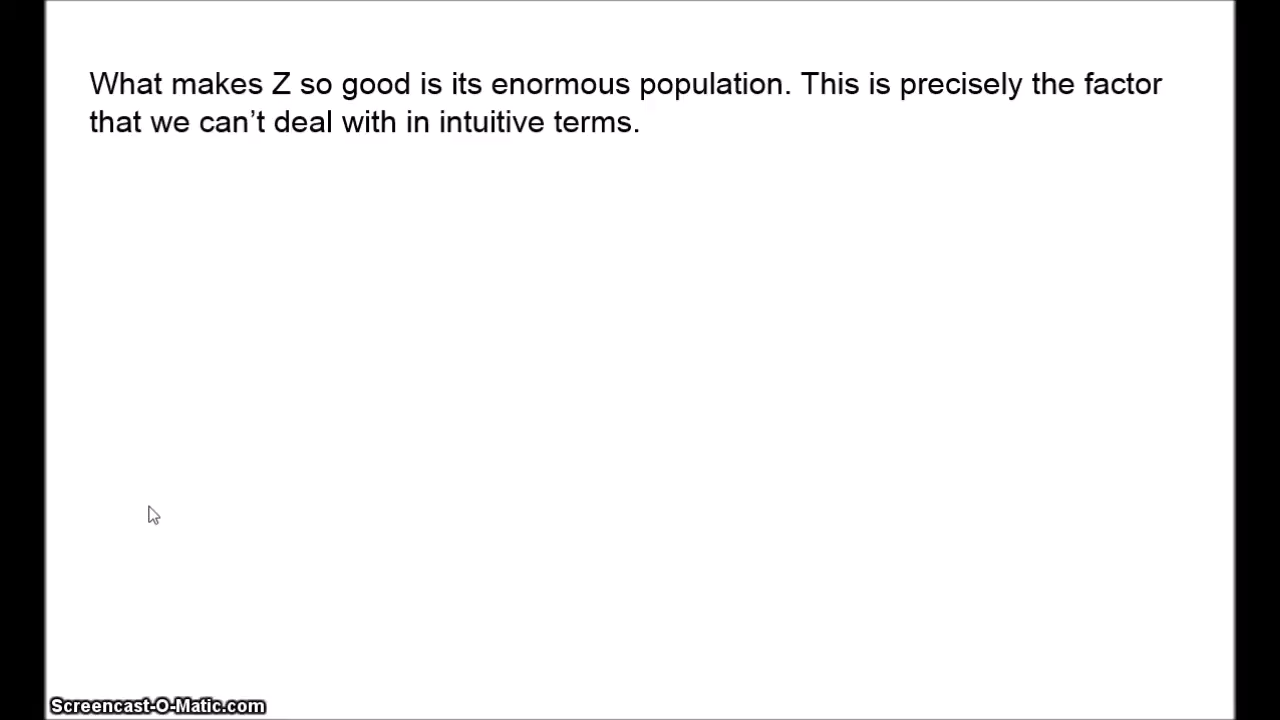 What makes Z so good is its enormous population. This is precisely the factor
that we can’t deal with in intuitive terms.
Screencast-O-Matic.com